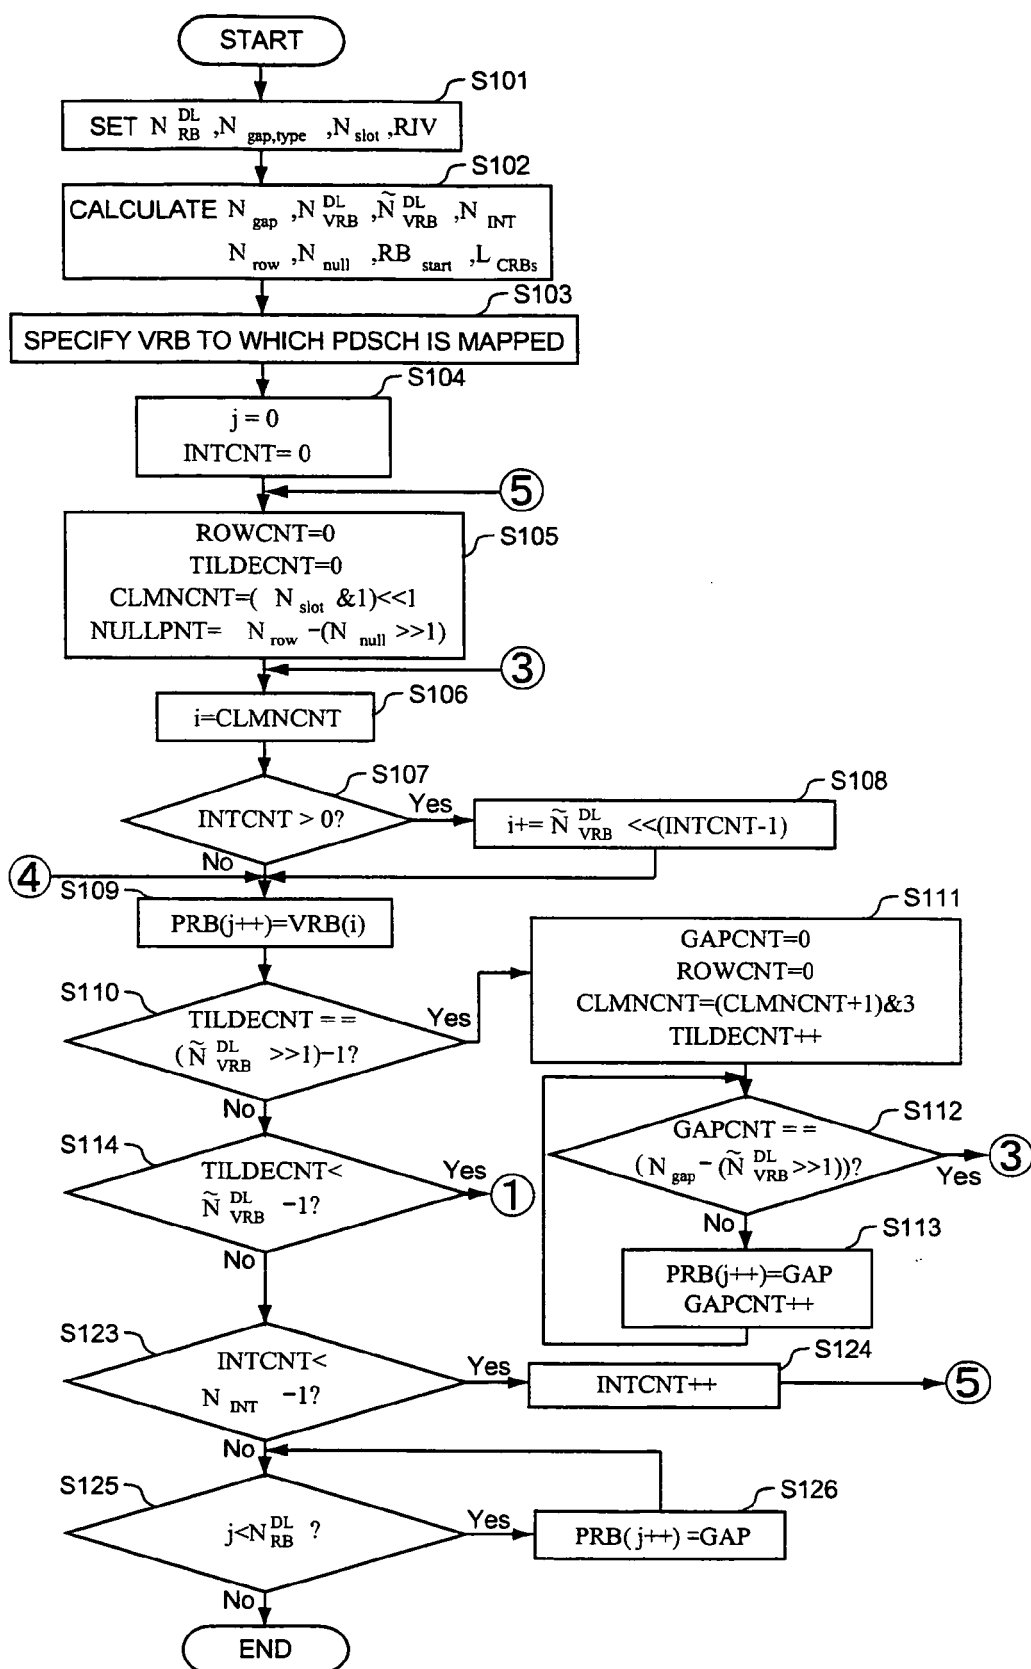 START
S101
SET N DL RB ,N gap,type ,N slot ,RIV
S102
CALCULATE N gap ,N DL VRB ,Ñ DL VRB ,N INT
N row ,N null ,RB start ,L CRBs
S103
SPECIFY VRB TO WHICH PDSCH IS MAPPED
S104
j = 0
INTCNT= 0
⑤
S105
ROWCNT=0
TILDECNT=0
CLMNCNT=( N slot &1)<<1
NULLPNT= N row -(N null >>1)
③
S106
i=CLMNCNT
S107
INTCNT > 0?
Yes
No
S108
i+= Ñ DL VRB <<(INTCNT-1)
④
S109
PRB(j++)=VRB(i)
S110
TILDECNT ==
(Ñ DL VRB >>1)-1?
Yes
No
S111
GAPCNT=0
ROWCNT=0
CLMNCNT=(CLMNCNT+1)&3
TILDECNT++
S112
GAPCNT ==
(N gap - (Ñ DL VRB >>1))?
Yes
③
No
S113
PRB(j++)=GAP
GAPCNT++
S114
TILDECNT<
Ñ DL VRB -1?
Yes
①
No
S123
INTCNT<
N INT -1?
Yes
No
S124
INTCNT++
⑤
S125
j<N DL RB ?
Yes
No
S126
PRB( j++) =GAP
END